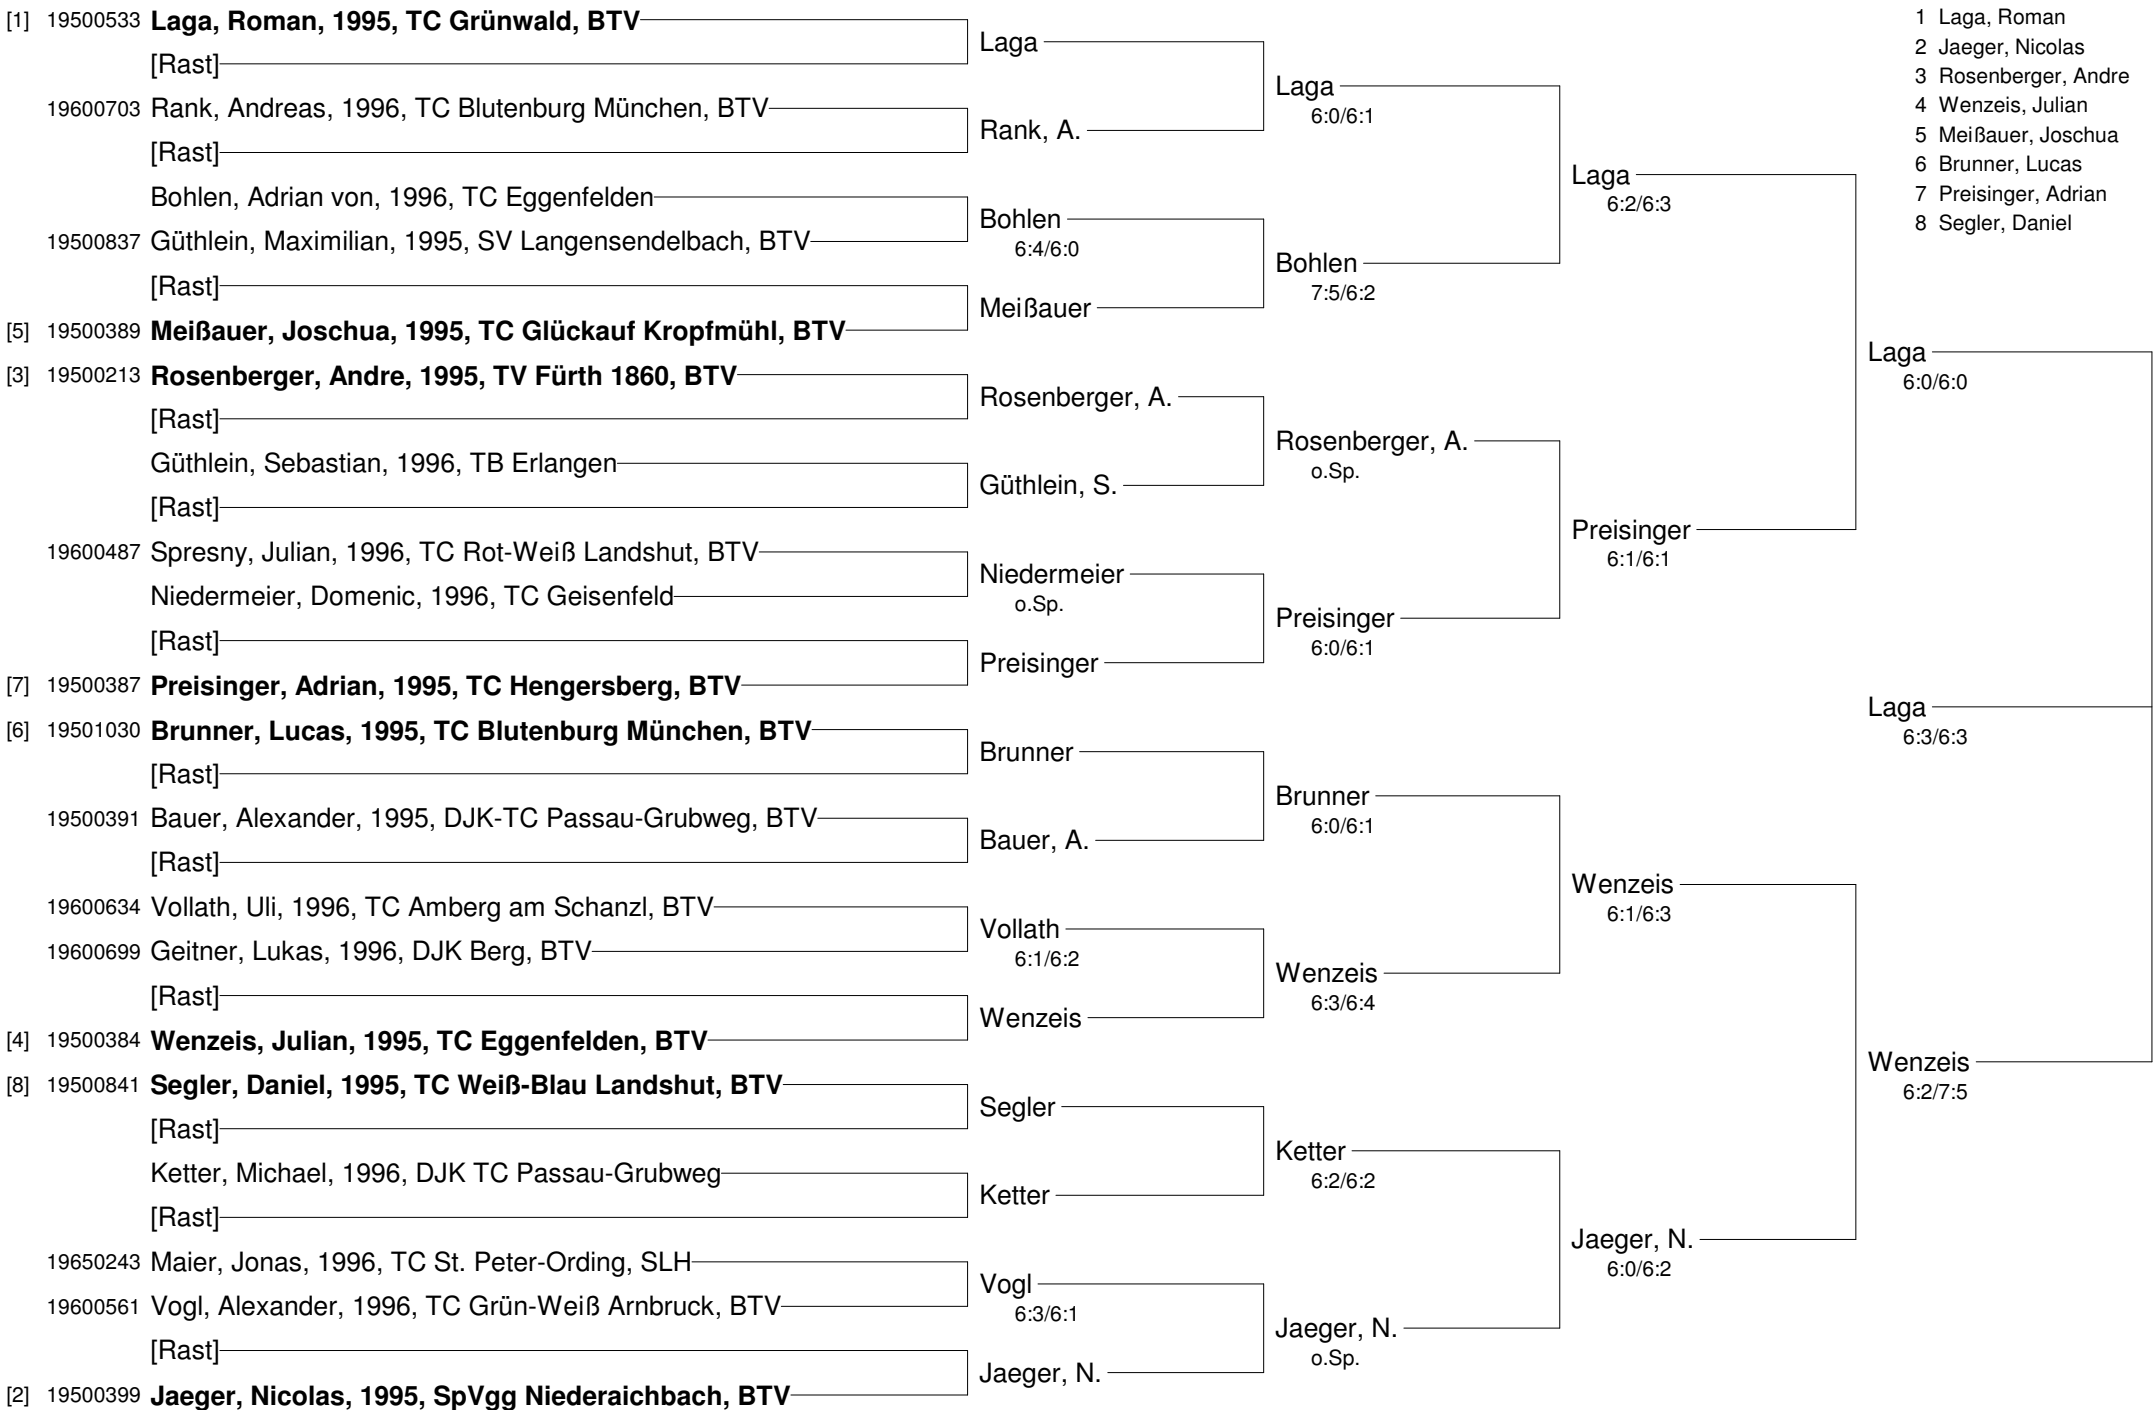 [1] 19500533 Laga, Roman, 1995, TC Grünwald, BTV
[Rast]
19600703 Rank, Andreas, 1996, TC Blutenburg München, BTV
[Rast]
Bohlen, Adrian von, 1996, TC Eggenfelden
19500837 Güthlein, Maximilian, 1995, SV Langensendelbach, BTV
[Rast]
[5] 19500389 Meißauer, Joschua, 1995, TC Glückauf Kropfmühl, BTV
[3] 19500213 Rosenberger, Andre, 1995, TV Fürth 1860, BTV
[Rast]
Güthlein, Sebastian, 1996, TB Erlangen
[Rast]
19600487 Spresny, Julian, 1996, TC Rot-Weiß Landshut, BTV
Niedermeier, Domenic, 1996, TC Geisenfeld
[Rast]
[7] 19500387 Preisinger, Adrian, 1995, TC Hengersberg, BTV
[6] 19501030 Brunner, Lucas, 1995, TC Blutenburg München, BTV
[Rast]
19500391 Bauer, Alexander, 1995, DJK-TC Passau-Grubweg, BTV
[Rast]
19600634 Vollath, Uli, 1996, TC Amberg am Schanzl, BTV
19600699 Geitner, Lukas, 1996, DJK Berg, BTV
[Rast]
[4] 19500384 Wenzeis, Julian, 1995, TC Eggenfelden, BTV
[8] 19500841 Segler, Daniel, 1995, TC Weiß-Blau Landshut, BTV
[Rast]
Ketter, Michael, 1996, DJK TC Passau-Grubweg
[Rast]
19650243 Maier, Jonas, 1996, TC St. Peter-Ording, SLH
19600561 Vogl, Alexander, 1996, TC Grün-Weiß Arnbruck, BTV
[Rast]
[2] 19500399 Jaeger, Nicolas, 1995, SpVgg Niederaichbach, BTV
Laga
Rank, A.
Bohlen
6:4/6:0
Meißauer
Rosenberger, A.
Güthlein, S.
Niedermeier
o.Sp.
Preisinger
Brunner
Bauer, A.
Vollath
6:1/6:2
Wenzeis
Segler
Ketter
Vogl
6:3/6:1
Jaeger, N.
Laga
6:0/6:1
Bohlen
7:5/6:2
Rosenberger, A.
o.Sp.
Preisinger
6:0/6:1
Brunner
6:0/6:1
Wenzeis
6:3/6:4
Ketter
6:2/6:2
Jaeger, N.
o.Sp.
Laga
6:2/6:3
Preisinger
6:1/6:1
Wenzeis
6:1/6:3
Jaeger, N.
6:0/6:2
Laga
6:0/6:0
Laga
6:3/6:3
Wenzeis
6:2/7:5
1 Laga, Roman
2 Jaeger, Nicolas
3 Rosenberger, Andre
4 Wenzeis, Julian
5 Meißauer, Joschua
6 Brunner, Lucas
7 Preisinger, Adrian
8 Segler, Daniel